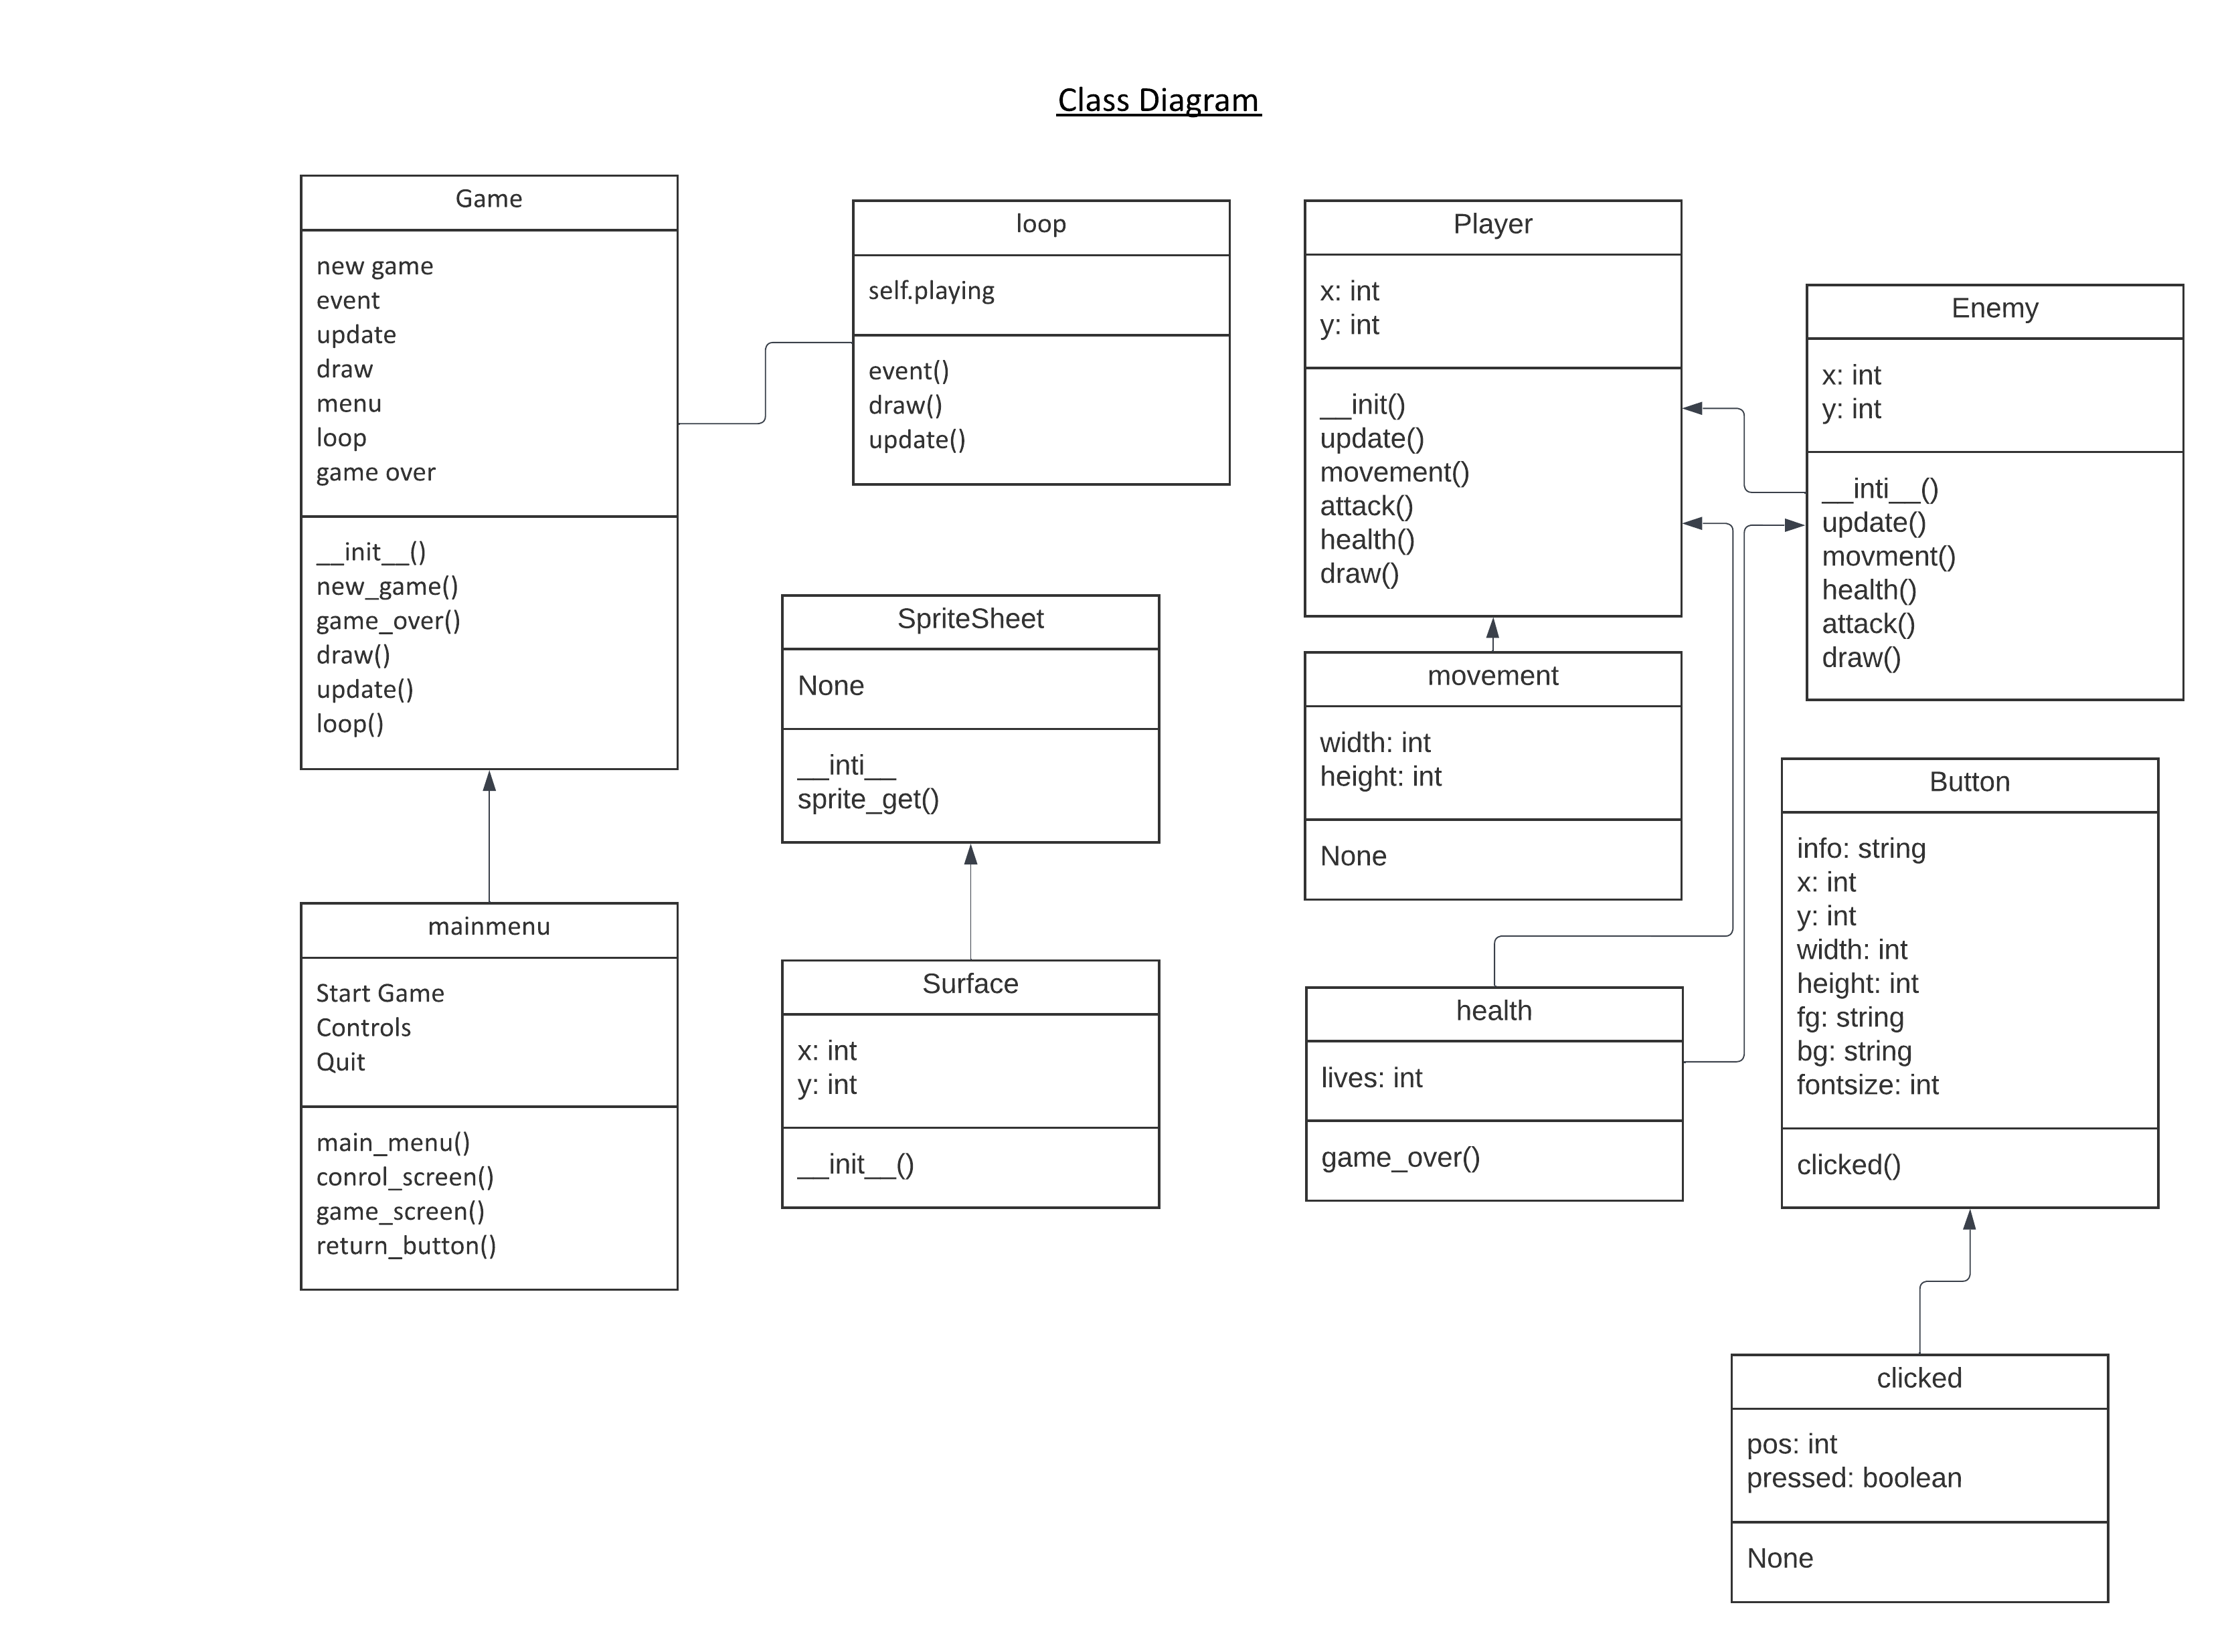 Class Diagram
Game
new game
event
update
draw
menu
loop
game over
__init__()
new_game()
game_over()
draw()
update()
loop()
loop
self.playing
event()
draw()
update()
Player
x: int
y: int
__init()
update()
movement()
attack()
health()
draw()
Enemy
x: int
y: int
__inti__()
update()
movment()
health()
attack()
draw()
SpriteSheet
None
__inti__
sprite_get()
movement
width: int
height: int
None
Button
info: string
x: int
y: int
width: int
height: int
fg: string
bg: string
fontsize: int
clicked()
mainmenu
Start Game
Controls
Quit
main_menu()
conrol_screen()
game_screen()
return_button()
Surface
x: int
y: int
__init__()
health
lives: int
game_over()
clicked
pos: int
pressed: boolean
None